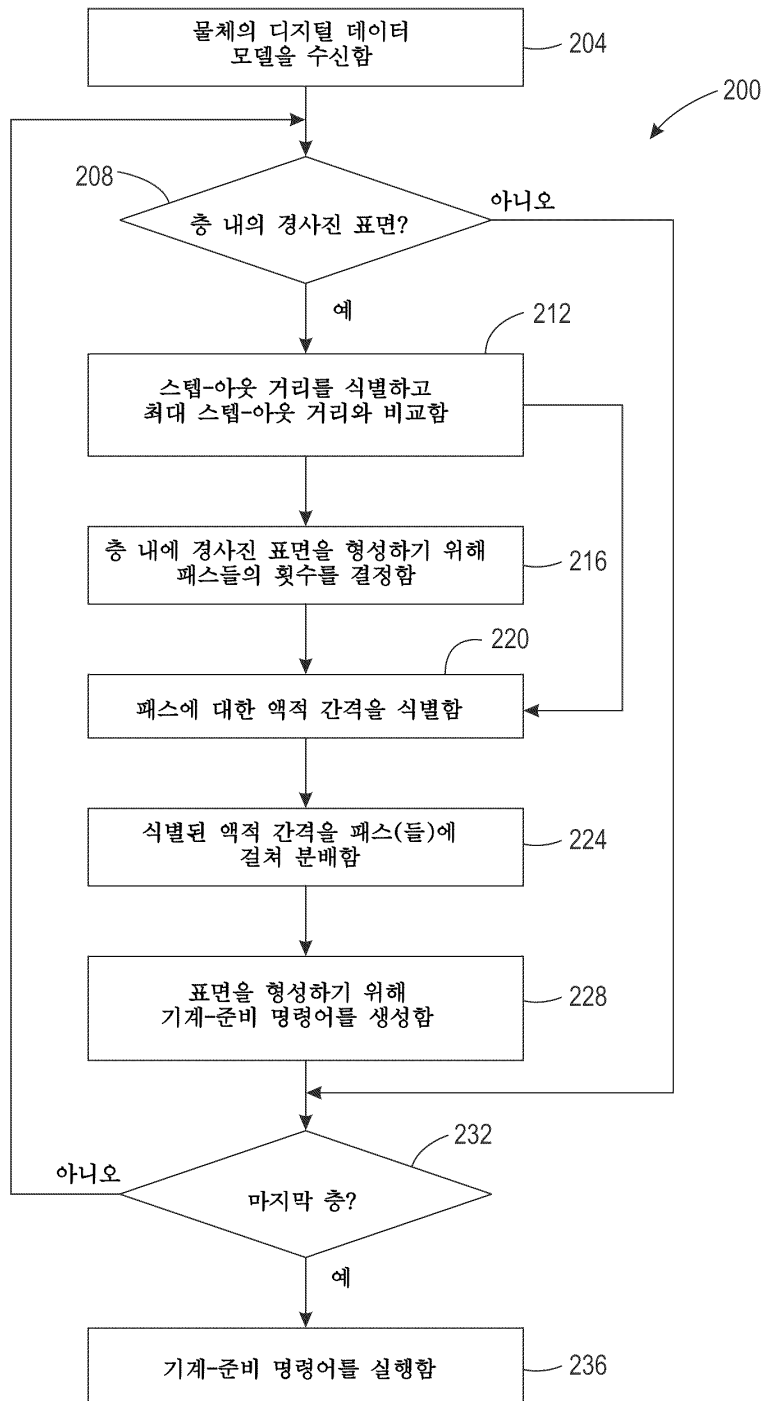 물체의 디지털 데이터
모델을 수신함
204
200
208
층 내의 경사진 표면?
아니오
예
212
스텝-아웃 거리를 식별하고
최대 스텝-아웃 거리와 비교함
층 내에 경사진 표면을 형성하기 위해
패스들의 횟수를 결정함
216
220
패스에 대한 액적 간격을 식별함
식별된 액적 간격을 패스(들)에
걸쳐 분배함
224
표면을 형성하기 위해
기계-준비 명령어를 생성함
228
232
아니오
마지막 층?
예
기계-준비 명령어를 실행함
236